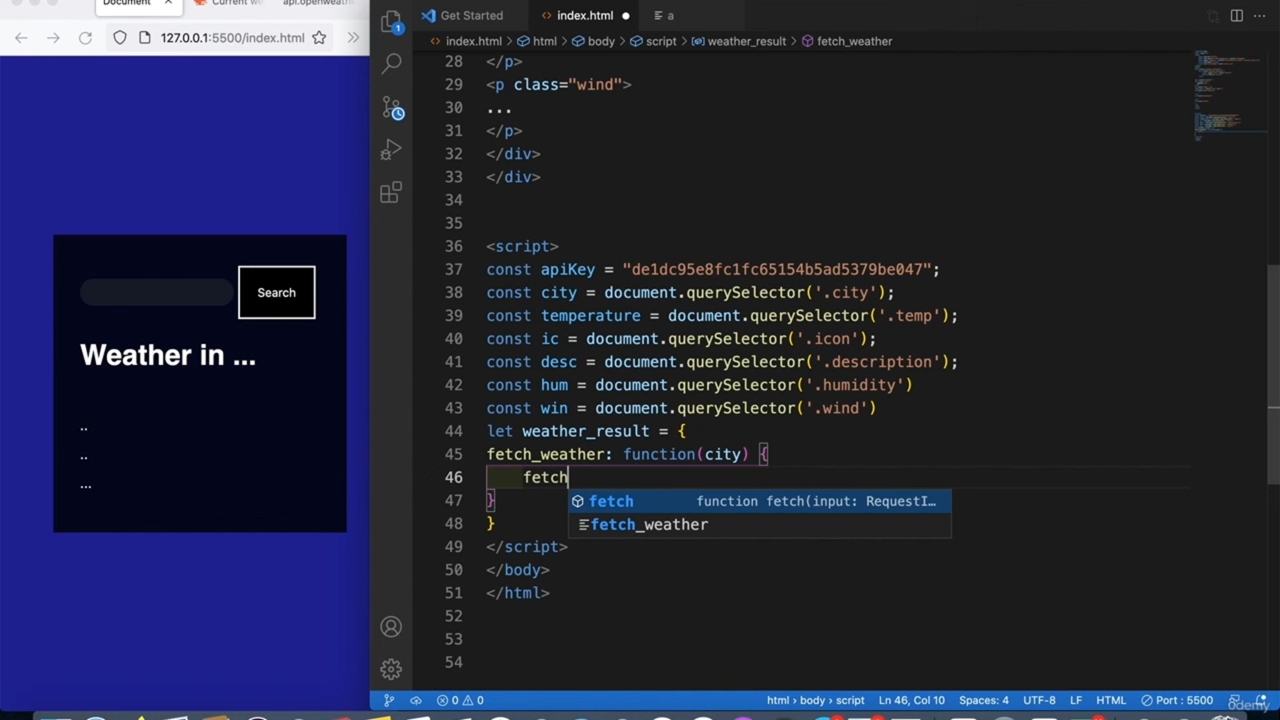 Document
Current we
api.openweath
Get Started
index.html
a
127.0.0.1:5500/index.html
index.html > html > body > script > weather_result > fetch_weather
1
28 </p>
29 <p class="wind">
30 ...
31 </p>
32 </div>
33 </div>
34
35
36 <script>
37 const apiKey = "de1dc95e8fc1fc65154b5ad5379be047";
38 const city = document.querySelector('.city');
39 const temperature = document.querySelector('.temp');
40 const ic = document.querySelector('.icon');
41 const desc = document.querySelector('.description');
42 const hum = document.querySelector('.humidity')
43 const win = document.querySelector('.wind')
44 let weather_result = {
45 fetch_weather: function(city) {
46 fetch
47 }
48 }
49 </script>
50 </body>
51 </html>
52
53
54
fetch function fetch(input: RequestI…
fetch_weather
Search
Weather in ...
..
..
...
0 0
html > body > script
Ln 46, Col 10
Spaces: 4
UTF-8
LF
HTML
Port : 5500
ûdemy